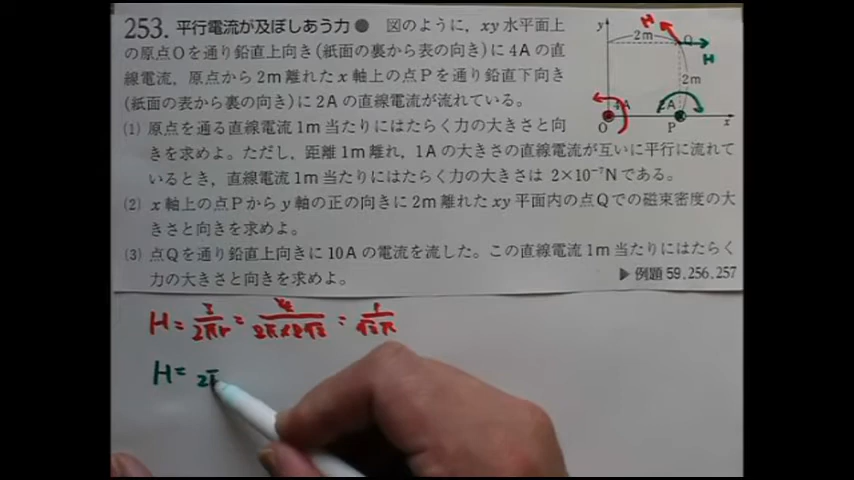 253. 平行電流が及ぼしあう力 ● 図のように，xy水平面上
の原点Oを通り鉛直上向き(紙面の裏から表の向き)に4Aの直
線電流，原点から2m離れたx軸上の点Pを通り鉛直下向き
(紙面の表から裏の向き)に2Aの直線電流が流れている。
(1) 原点を通る直線電流1m当たりにはたらく力の大きさと向
きを求めよ。ただし，距離1m離れ，1Aの大きさの直線電流が互いに平行に流れて
いるとき，直線電流1m当たりにはたらく力の大きさは 2×10⁻⁷Nである。
(2) x軸上の点Pからy軸の正の向きに2m離れたxy平面内の点Qでの磁束密度の大
きさと向きを求めよ。
(3) 点Qを通り鉛直上向きに10Aの電流を流した。この直線電流1m当たりにはたらく
力の大きさと向きを求めよ。
▶例題59,256,257
y
H
2m
Q
H
2m
4A
2A
O
P
x
H = I/2πr = 4/2π×2√2 = 1/√2π
H = 2π